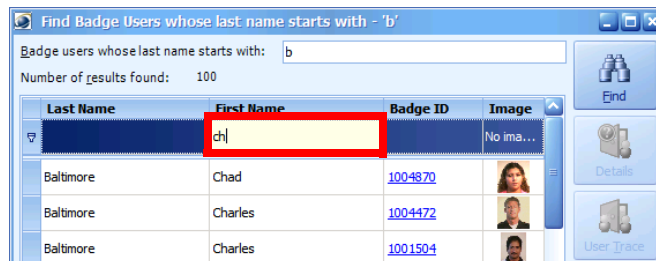 Find Badge Users whose last name starts with - 'b'
Badge users whose last name starts with: b
Number of results found: 100
Find
Last Name First Name Badge ID Image
ch No ima...
Details
Baltimore Chad 1004870
Baltimore Charles 1004472
User Trace
Baltimore Charles 1001504